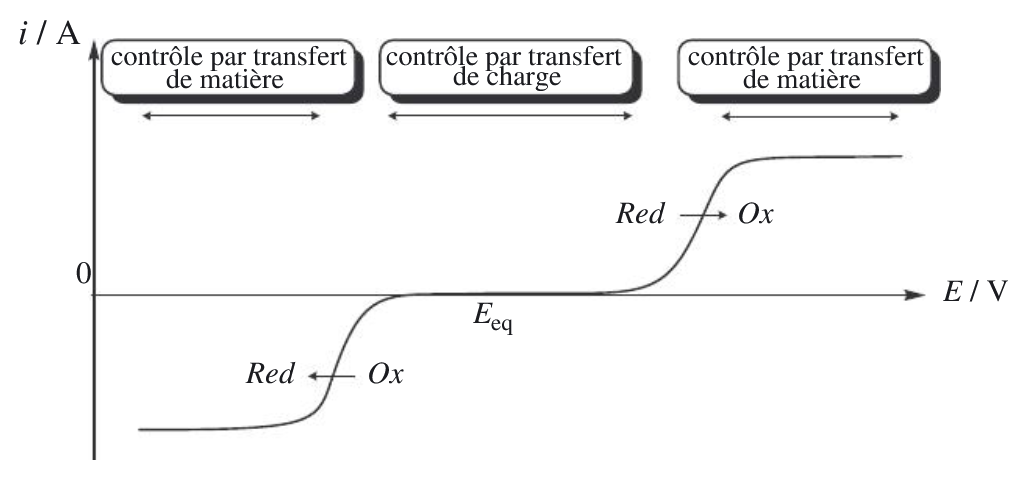 i / A
contrôle par transfert
de matière
contrôle par transfert
de charge
contrôle par transfert
de matière
Red → Ox
0
E / V
E_eq
Red ← Ox